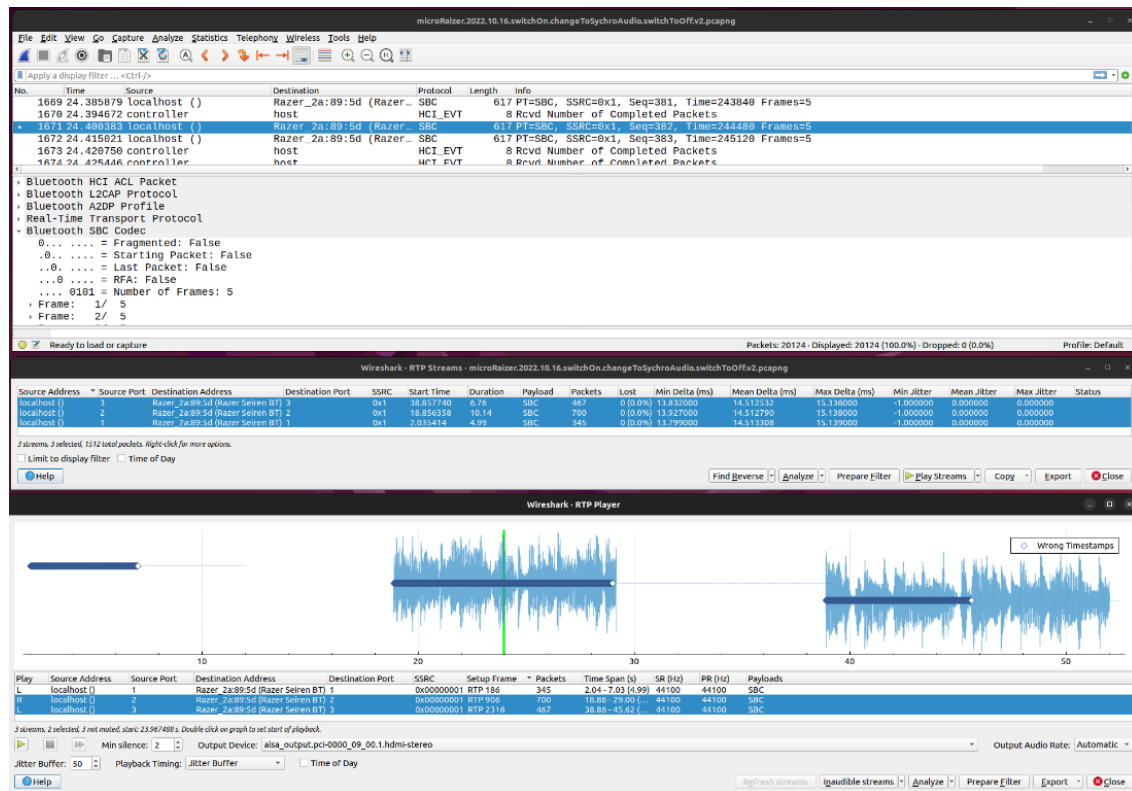 microRaizer.2022.10.16.switchOn.changeToSychroAudio.switchToOff.v2.pcapng
File Edit View Go Capture Analyze Statistics Telephony Wireless Tools Help
Apply a display filter ... <Ctrl-/>
No. Time Source Destination Protocol Length Info
1669 24.385879 localhost () Razer_2a:89:5d (Razer_ SBC 617 PT=SBC, SSRC=0x1, Seq=381, Time=243840 Frames=5
1670 24.394672 controller host HCI_EVT 8 Rcvd Number of Completed Packets
1671 24.400383 localhost () Razer_2a:89:5d (Razer_ SBC 617 PT=SBC, SSRC=0x1, Seq=382, Time=244480 Frames=5
1672 24.415021 localhost () Razer_2a:89:5d (Razer_ SBC 617 PT=SBC, SSRC=0x1, Seq=383, Time=245120 Frames=5
1673 24.420750 controller host HCI_EVT 8 Rcvd Number of Completed Packets
1674 24.425446 controller host HCI_EVT 8 Rcvd Number of Completed Packets
Bluetooth HCI ACL Packet
Bluetooth L2CAP Protocol
Bluetooth A2DP Profile
Real-Time Transport Protocol
Bluetooth SBC Codec
0... .... = Fragmented: False
.0.. .... = Starting Packet: False
..0. .... = Last Packet: False
...0 .... = RFA: False
.... 0101 = Number of Frames: 5
Frame: 1/ 5
Frame: 2/ 5
Ready to load or capture Packets: 20124 · Displayed: 20124 (100.0%) · Dropped: 0 (0.0%) Profile: Default
Wireshark · RTP Streams · microRaizer.2022.10.16.switchOn.changeToSychroAudio.switchToOff.v2.pcapng
Source Address Source Port Destination Address Destination Port SSRC Start Time Duration Payload Packets Lost Min Delta (ms) Mean Delta (ms) Max Delta (ms) Min Jitter Mean Jitter Max Jitter Status
localhost () 3 Razer_2a:89:5d (Razer Seiren BT) 3 0x1 38.857740 6.76 SBC 467 0 (0.0%) 13.832000 14.512532 15.336000 -1.000000 0.000000 0.000000
localhost () 2 Razer_2a:89:5d (Razer Seiren BT) 2 0x1 18.856358 10.14 SBC 700 0 (0.0%) 13.927000 14.512790 15.138000 -1.000000 0.000000 0.000000
localhost () 1 Razer_2a:89:5d (Razer Seiren BT) 1 0x1 2.035414 4.99 SBC 345 0 (0.0%) 13.799000 14.513308 15.139000 -1.000000 0.000000 0.000000
3 streams, 3 selected, 1512 total packets. Right-click for more options.
Limit to display filter Time of Day
Help Find Reverse Analyze Prepare Filter Play Streams Copy Export Close
Wireshark · RTP Player
Wrong Timestamps
10 20 30 40 50
Play Source Address Source Port Destination Address Destination Port SSRC Setup Frame Packets Time Span (s) SR (Hz) PR (Hz) Payloads
L localhost () 1 Razer_2a:89:5d (Razer Seiren BT) 1 0x00000001 RTP 186 345 2.04 - 7.03 (4.99) 44100 44100 SBC
R localhost () 2 Razer_2a:89:5d (Razer Seiren BT) 2 0x00000001 RTP 906 700 18.86 - 29.00 (... 44100 44100 SBC
L localhost () 3 Razer_2a:89:5d (Razer Seiren BT) 3 0x00000001 RTP 2316 467 38.86 - 45.62 (... 44100 44100 SBC
3 streams, 2 selected, 3 not muted, start: 23.967488 s. Double click on graph to set start of playback.
Min silence: 2 Output Device: alsa_output.pci-0000_09_00.1.hdmi-stereo Output Audio Rate: Automatic
Jitter Buffer: 50 Playback Timing: Jitter Buffer Time of Day
Help Refresh streams Inaudible streams Analyze Prepare Filter Export Close